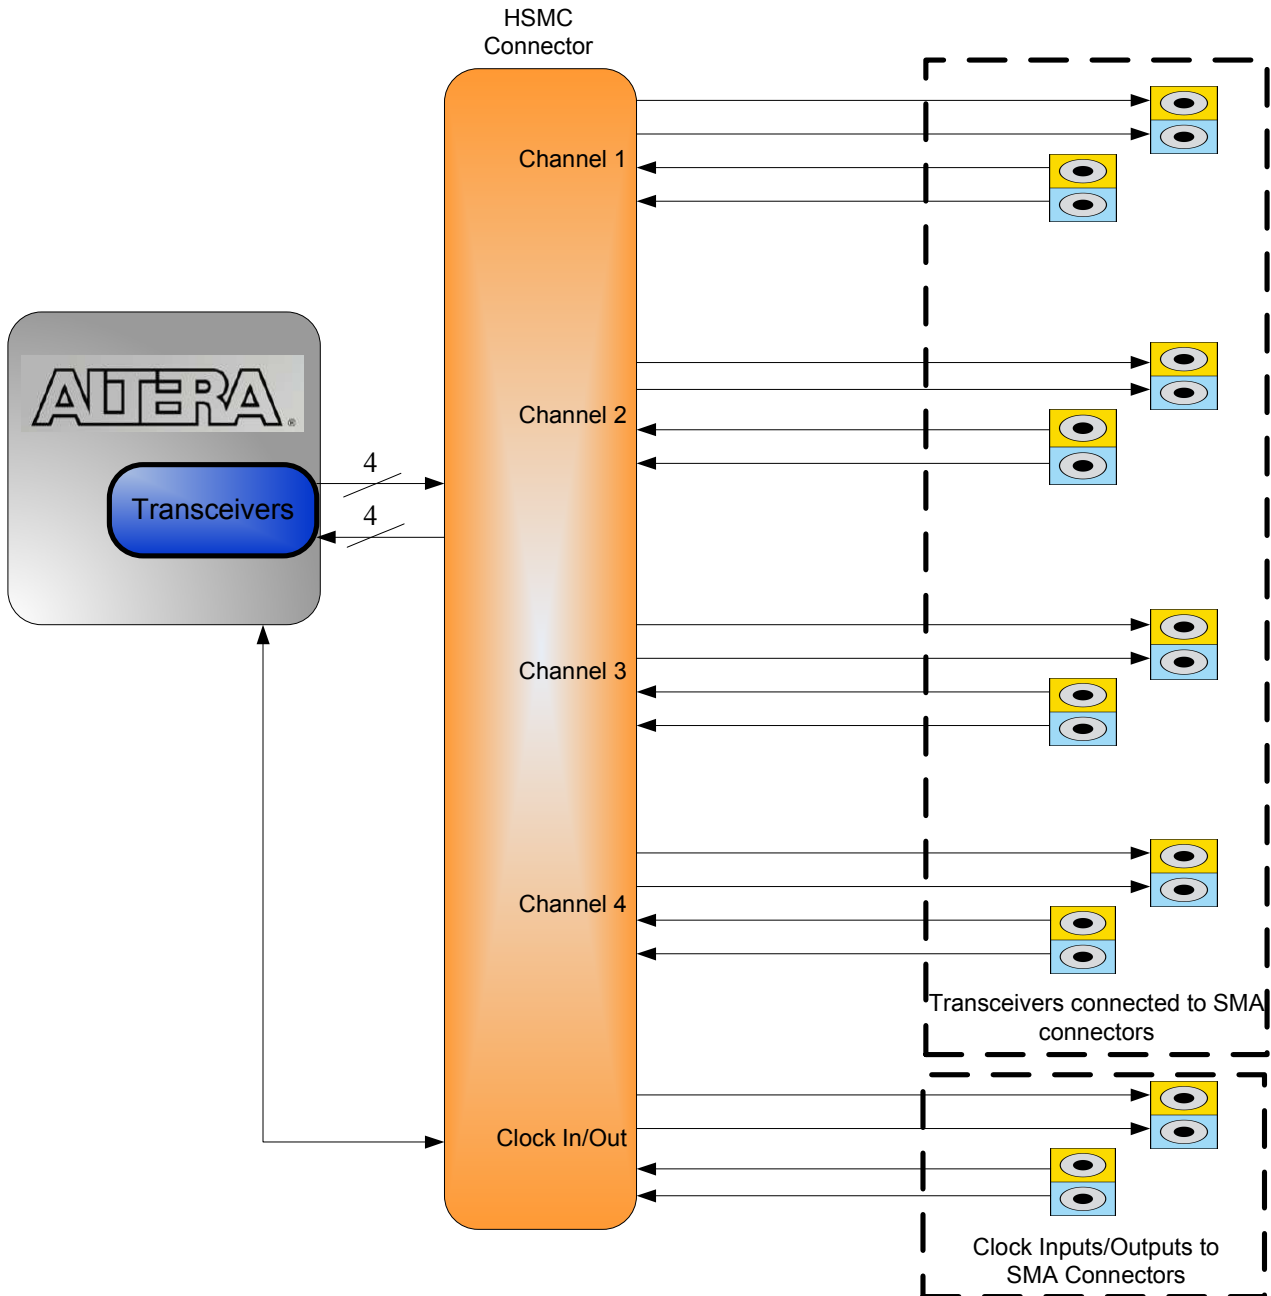 HSMC
Connector
Channel 1
ALTERA®
Channel 2
4
Transceivers
4
Channel 3
Channel 4
Transceivers connected to SMA
connectors
Clock In/Out
Clock Inputs/Outputs to
SMA Connectors